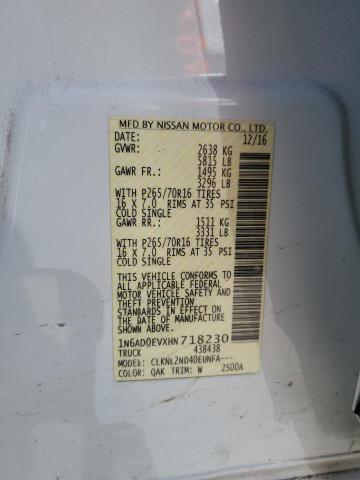 MFD BY NISSAN MOTOR CO., LTD.
DATE: 12/16
GVWR: 2638 KG
5815 LB
GAWR FR.: 1495 KG
3296 LB
WITH P265/70R16 TIRES
16 X 7.0 RIMS AT 35 PSI
COLD SINGLE
GAWR RR.: 1511 KG
3331 LB
WITH P265/70R16 TIRES
16 X 7.0 RIMS AT 35 PSI
COLD SINGLE
THIS VEHICLE CONFORMS TO
ALL APPLICABLE FEDERAL
MOTOR VEHICLE SAFETY
AND THEFT PREVENTION
STANDARDS IN EFFECT ON
THE DATE OF MANUFACTURE
SHOWN ABOVE.
1N6AD0EVXHN718230
TRUCK 438438
MODEL: CLKNL2ND40EUNFA---
COLOR: QAK TRIM: W 2500A